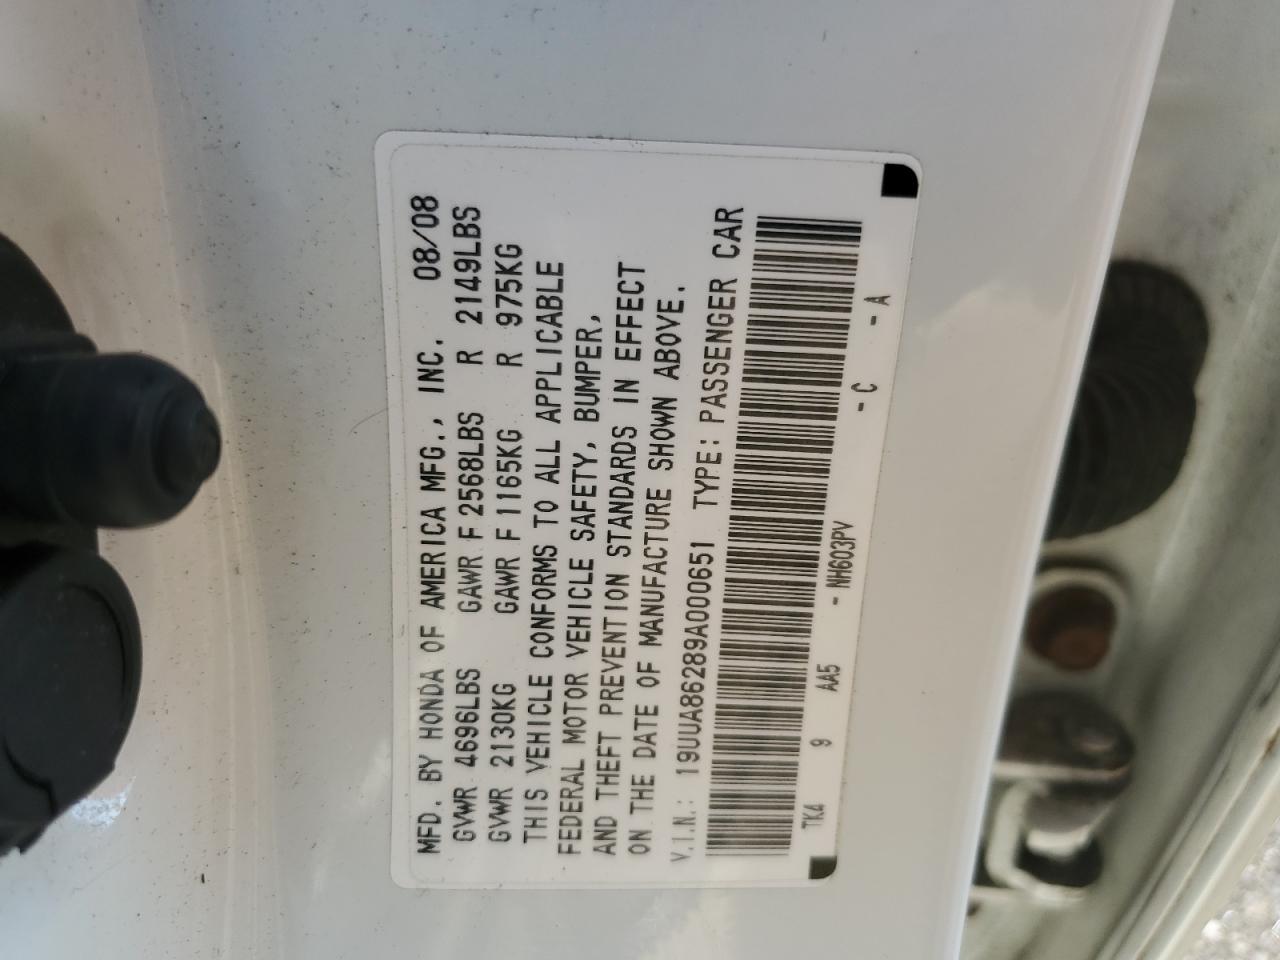 MFD. BY HONDA OF AMERICA MFG., INC. 08/08
GVWR 4696LBS GAWR F 2568LBS R 2149LBS
GVWR 2130KG GAWR F 1165KG R 975KG
THIS VEHICLE CONFORMS TO ALL APPLICABLE
FEDERAL MOTOR VEHICLE SAFETY, BUMPER,
AND THEFT PREVENTION STANDARDS IN EFFECT
ON THE DATE OF MANUFACTURE SHOWN ABOVE.
V.I.N.: 19UUA86289A000651 TYPE: PASSENGER CAR
TK4 9 AA5 - NH603PV - C - A